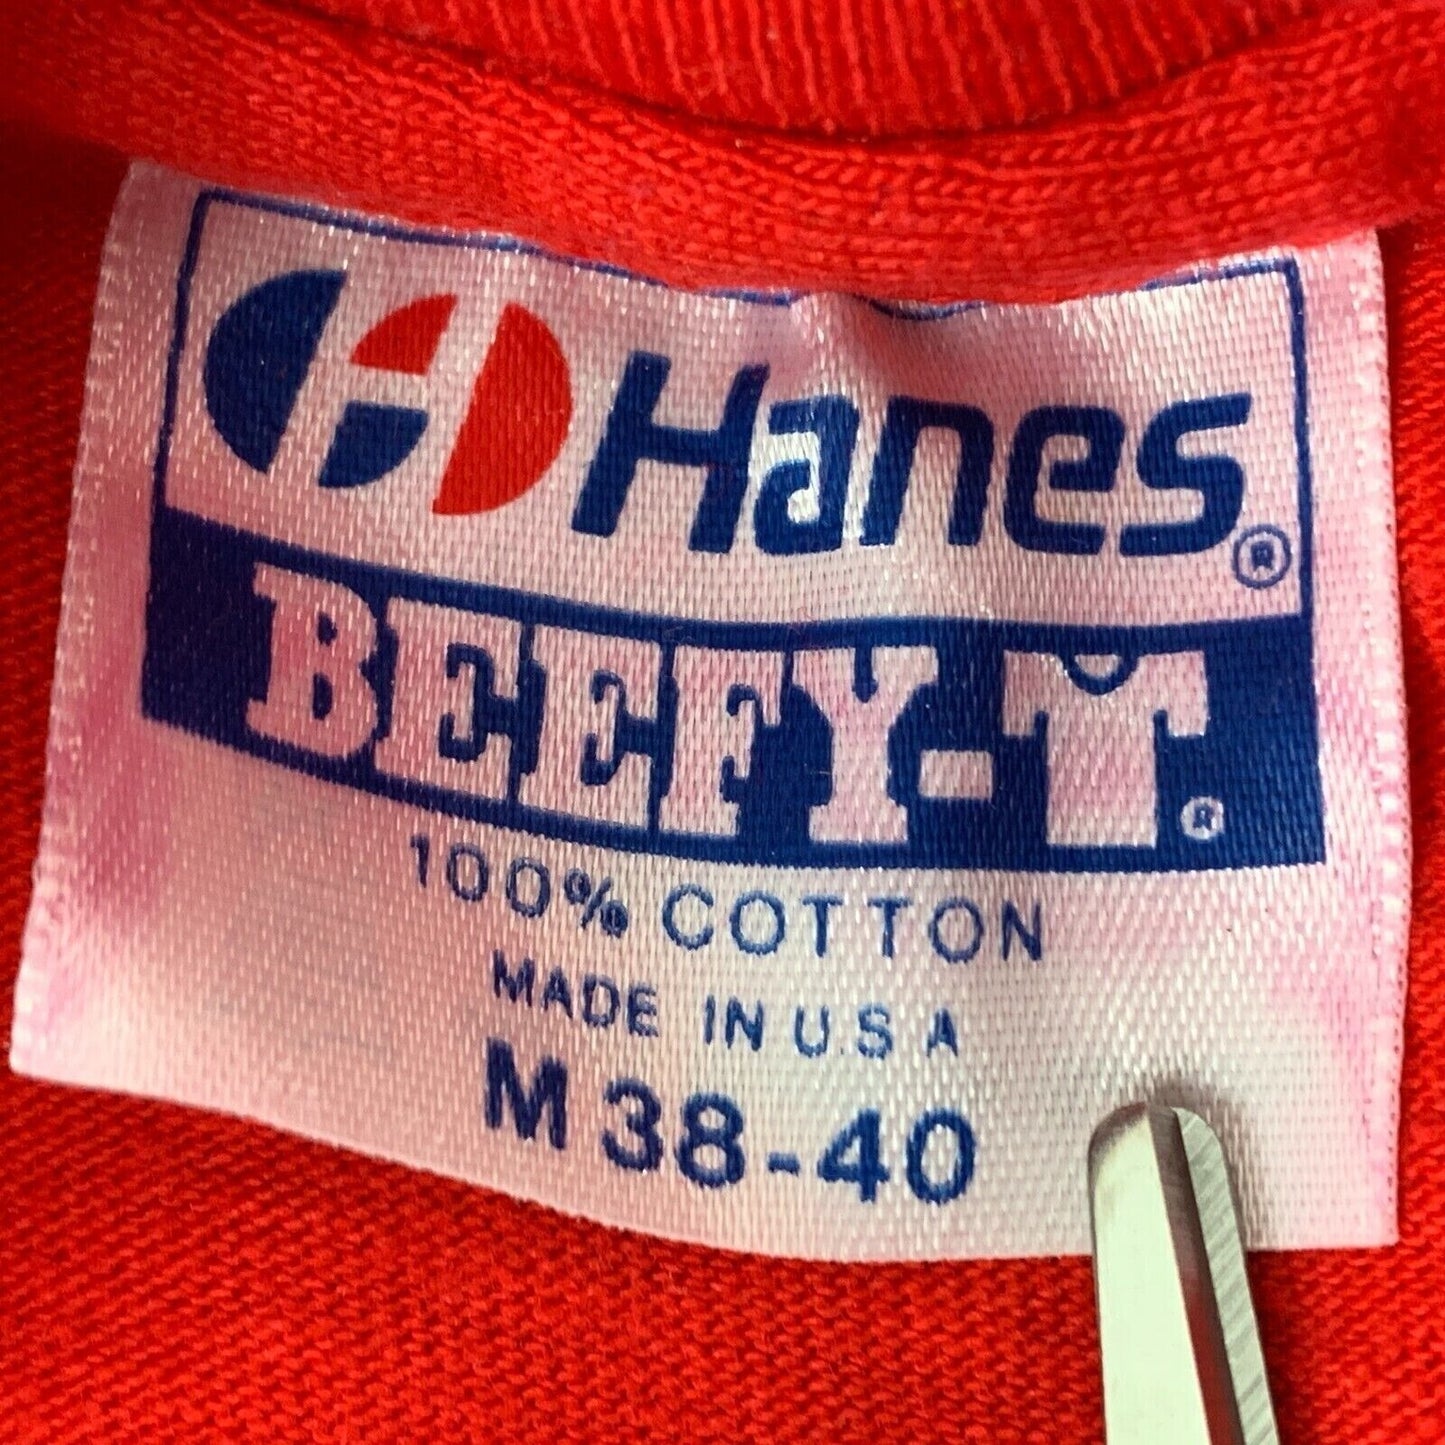 Hanes®
BEEFY-T®
100% COTTON
MADE IN U.S.A
M 38-40